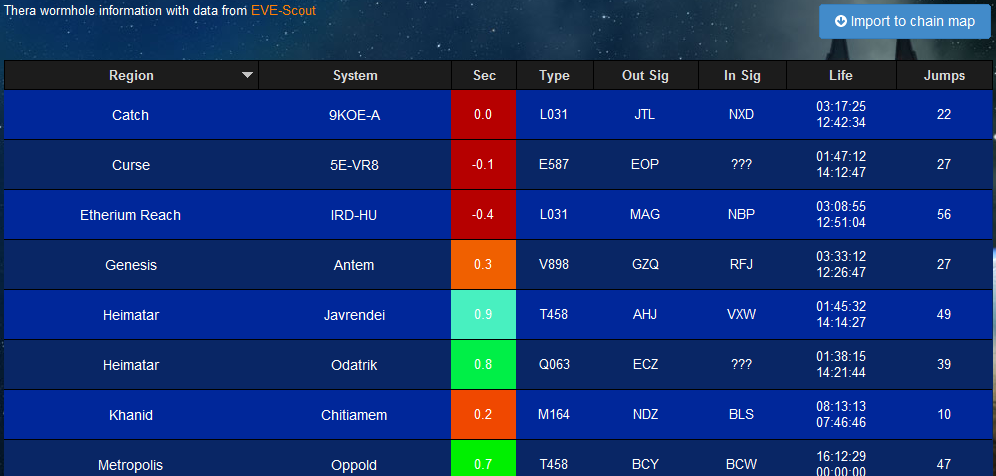 Thera wormhole information with data from EVE-Scout
Import to chain map
Region System Sec Type Out Sig In Sig Life Jumps
Catch 9KOE-A 0.0 L031 JTL NXD 03:17:25 22
12:42:34
Curse 5E-VR8 -0.1 E587 EOP ??? 01:47:12 27
14:12:47
Etherium Reach IRD-HU -0.4 L031 MAG NBP 03:08:55 56
12:51:04
Genesis Antem 0.3 V898 GZQ RFJ 03:33:12 27
12:26:47
Heimatar Javrendei 0.9 T458 AHJ VXW 01:45:32 49
14:14:27
Heimatar Odatrik 0.8 Q063 ECZ ??? 01:38:15 39
14:21:44
Khanid Chitiamem 0.2 M164 NDZ BLS 08:13:13 10
07:46:46
Metropolis Oppold 0.7 T458 BCY BCW 16:12:29 47
00:00:00